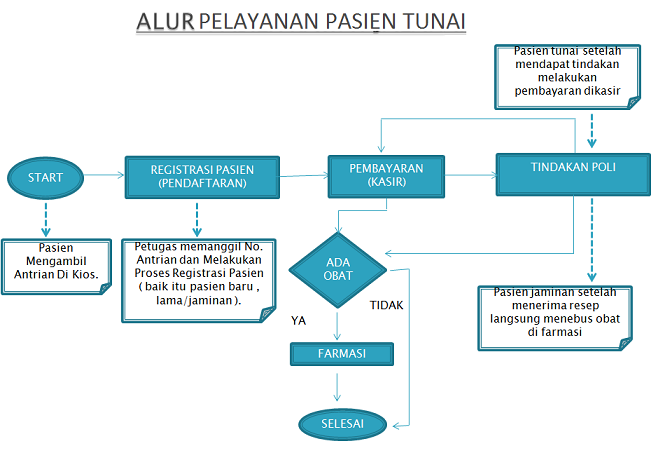 ALUR PELAYANAN PASIEN TUNAI
Pasien tunai setelah
mendapat tindakan
melakukan
pembayaran dikasir
START
REGISTRASI PASIEN
(PENDAFTARAN)
PEMBAYARAN
(KASIR)
TINDAKAN POLI
Pasien
Mengambil
Antrian Di Kios.
Petugas memanggil No.
Antrian dan Melakukan
Proses Registrasi Pasien
( baik itu pasien baru ,
lama/jaminan ).
ADA
OBAT
TIDAK
YA
Pasien Jaminan setelah
menerima resep
langsung menebus obat
di farmasi
FARMASI
SELESAI